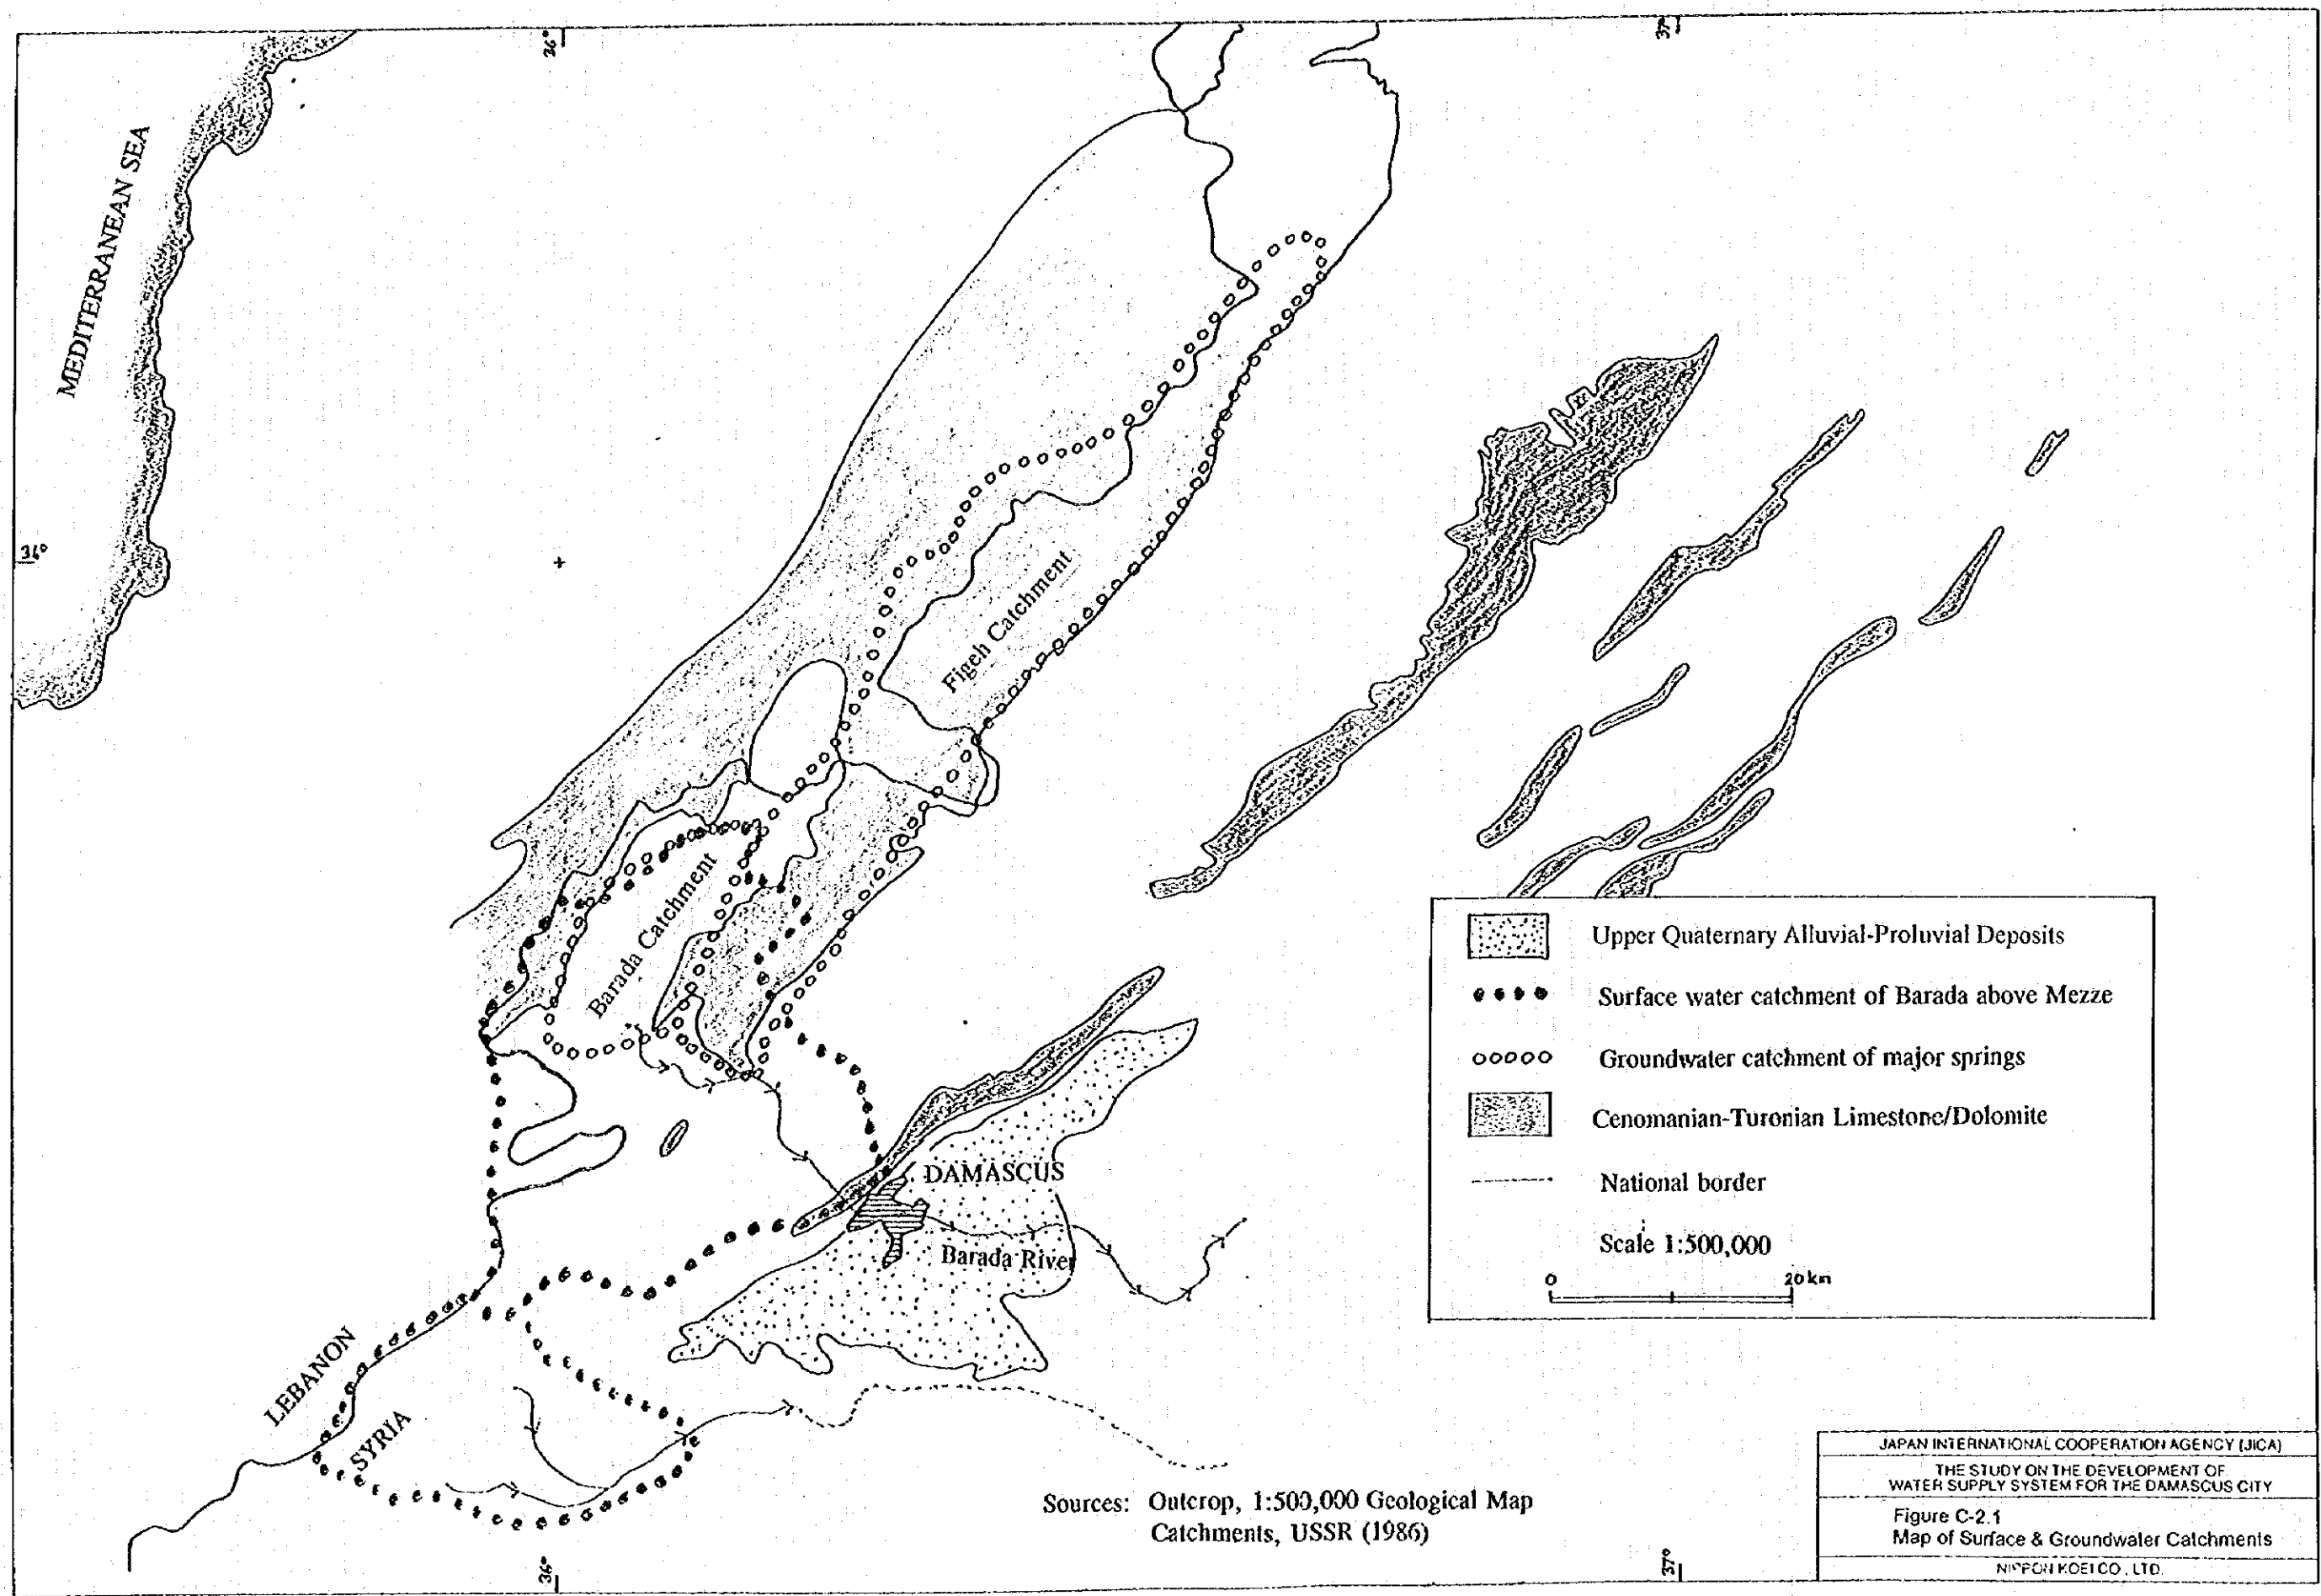 36°
37°
MEDITERRANEAN SEA
34°
Figeh Catchment
Barada Catchment
Upper Quaternary Alluvial-Proluvial Deposits
Surface water catchment of Barada above Mezze
Groundwater catchment of major springs
Cenomanian-Turonian Limestone/Dolomite
National border
Scale 1:500,000
0 20km
DAMASCUS
Barada River
LEBANON
SYRIA
Sources: Outcrop, 1:500,000 Geological Map
Catchments, USSR (1986)
36°
37°
JAPAN INTERNATIONAL COOPERATION AGENCY (JICA)
THE STUDY ON THE DEVELOPMENT OF
WATER SUPPLY SYSTEM FOR THE DAMASCUS CITY
Figure C-2.1
Map of Surface & Groundwater Catchments
NIPPON KOEI CO., LTD.